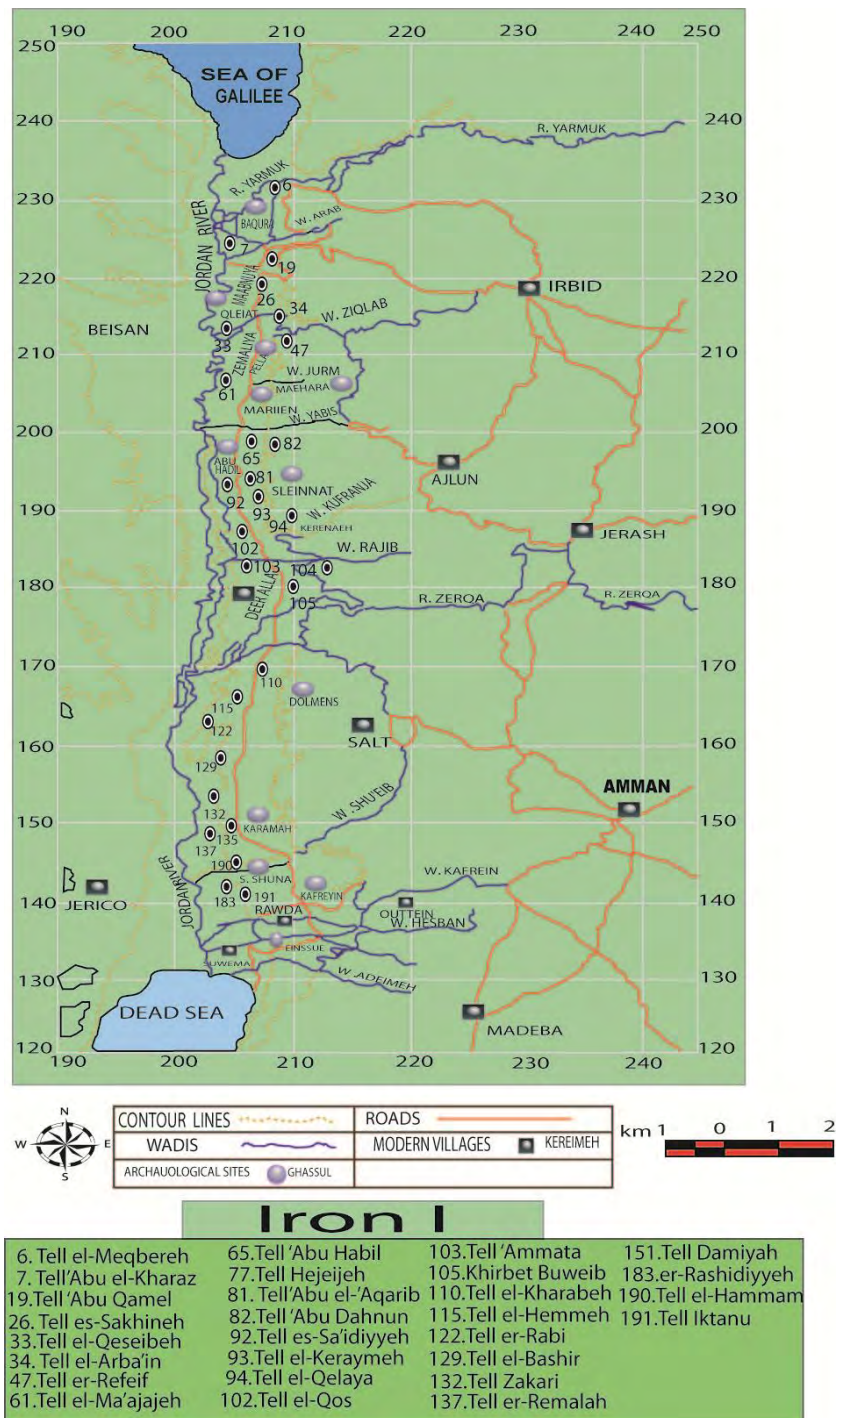 190 200 210 220 230 240 250
250
SEA OF
GALILEE
240 240
R. YARMUK
R. YARMUK
6
230 230
BAQURA
W. ARAB
JORDAN RIVER
7
19
220 220
MAABNUYA
26
IRBID
QLEIAT
34
W. ZIQLAB
BEISAN
33
ZEMALIYA
PELLA
47
210 210
W. JURM
61
MAEHARA
MARIIEN
W. YABIS
200 200
65
82
ABU
HADIL
81
SLEINNAT
AJLUN
92
93
W. KUFRANJA
94
190 190
KERENAEH
102
JERASH
W. RAJIB
103
104
180 180
DEER ALLA
105
R. ZERQA
R. ZERQA
170 170
110
115
DOLMENS
122
SALT
160 160
129
AMMAN
132
W. SHU'EIB
150 150
135
KARAMAH
137
190
S. SHUNA
W. KAFREIN
JORDANRIVER
183
191
KAFREYIN
JERICO
140 140
RAWDA
OUTTEIN
W. HESBAN
EINSSUE
SUWEMA
130 130
W. ADEIMEH
DEAD SEA
MADEBA
120 120
190 200 210 220 230 240
N
W E
S
CONTOUR LINES
ROADS
WADIS
MODERN VILLAGES KEREIMEH
ARCHAUOLOGICAL SITES GHASSUL
km 1 0 1 2
Iron I
6. Tell el-Meqbereh
7. Tell'Abu el-Kharaz
19.Tell 'Abu Qamel
26. Tell es-Sakhineh
33.Tell el-Qeseibeh
34. Tell el-Arba'in
47.Tell er-Refeif
61.Tell el-Ma'ajajeh
65.Tell 'Abu Habil
77.Tell Hejeijeh
81. Tell'Abu el-'Aqarib
82.Tell 'Abu Dahnun
92.Tell es-Sa'idiyyeh
93.Tell el-Keraymeh
94.Tell el-Qelaya
102.Tell el-Qos
103.Tell 'Ammata
105.Khirbet Buweib
110.Tell el-Kharabeh
115.Tell el-Hemmeh
122.Tell er-Rabi
129.Tell el-Bashir
132.Tell Zakari
137.Tell er-Remalah
151.Tell Damiyah
183.er-Rashidiyyeh
190.Tell el-Hammam
191.Tell Iktanu